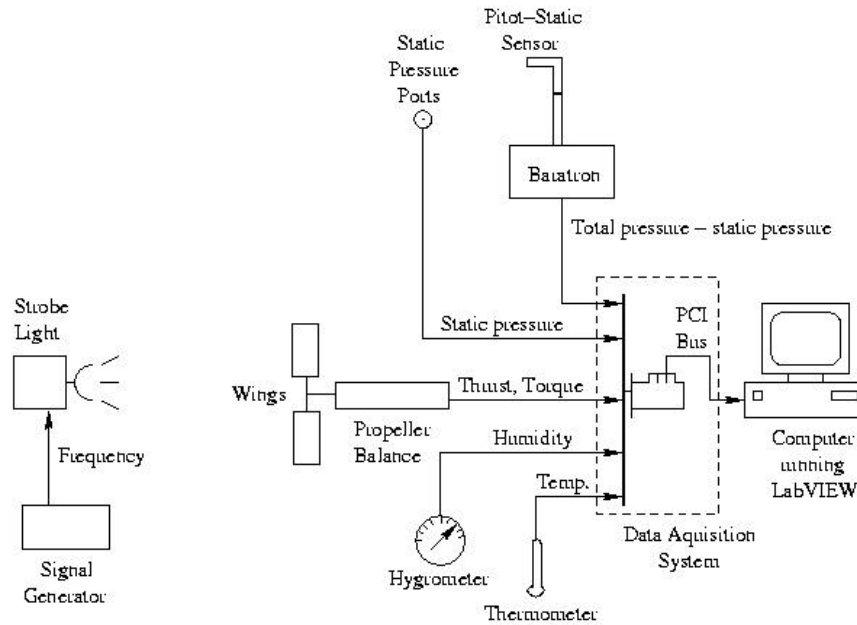 Pitot–Static
Sensor
Static
Pressure
Ports
Baratron
Total pressure – static pressure
Strobe
Light
Static pressure
PCI
Bus
Wings
Thrust, Torque
Propeller
Balance
Humidity
Computer
running
LabVIEW
Frequency
Temp.
Signal
Generator
Hygrometer
Data Aquisition
System
Thermometer